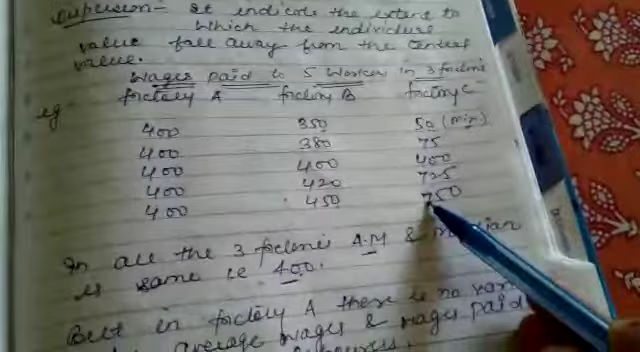 Dispersion - It indicate the extent to
which the individual
value fall away from the central
value.
Wages paid to 5 worker in 3 factories
eg factory A factory B factory C
400 350 50 (min)
400 380 75
400 400 400
400 420 725
400 450 750
In all the 3 factories A.M & median
is same ie 400.
But in factory A there is no
average wages & wages paid